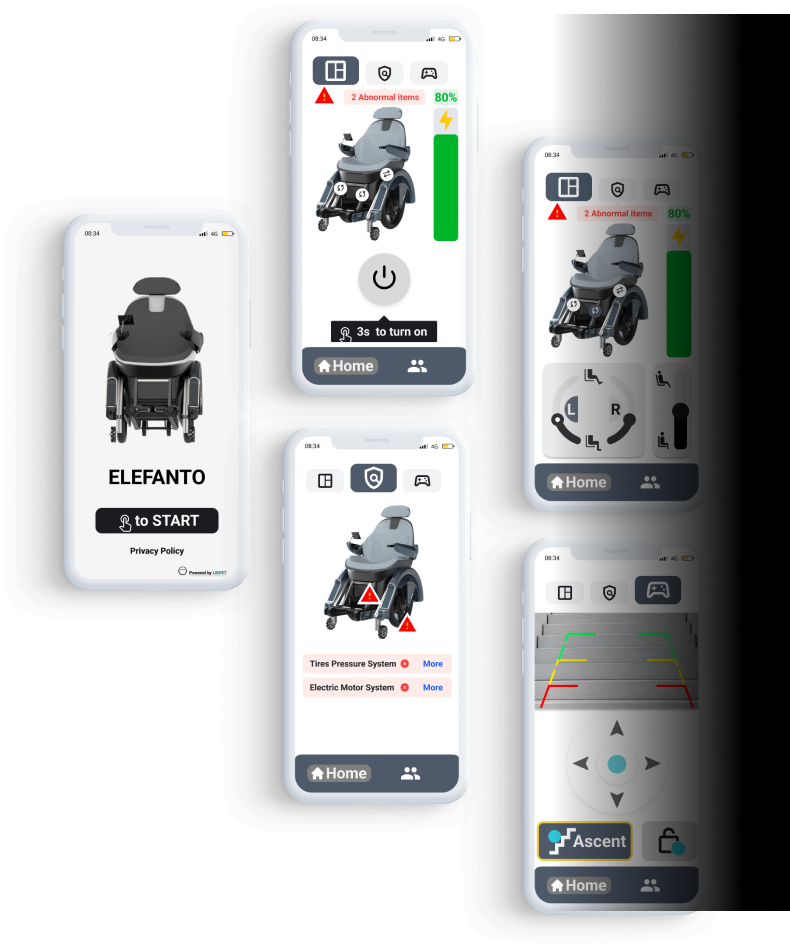 08:34
4G
ELEFANTO
to START
Privacy Policy
Powered by UBPET
08:34
4G
2 Abnormal items
80%
3s to turn on
Home
08:34
4G
Tires Pressure System
More
Electric Motor System
More
Home
08:34
4G
2 Abnormal items
80%
L
R
Home
08:34
4G
Ascent
Home